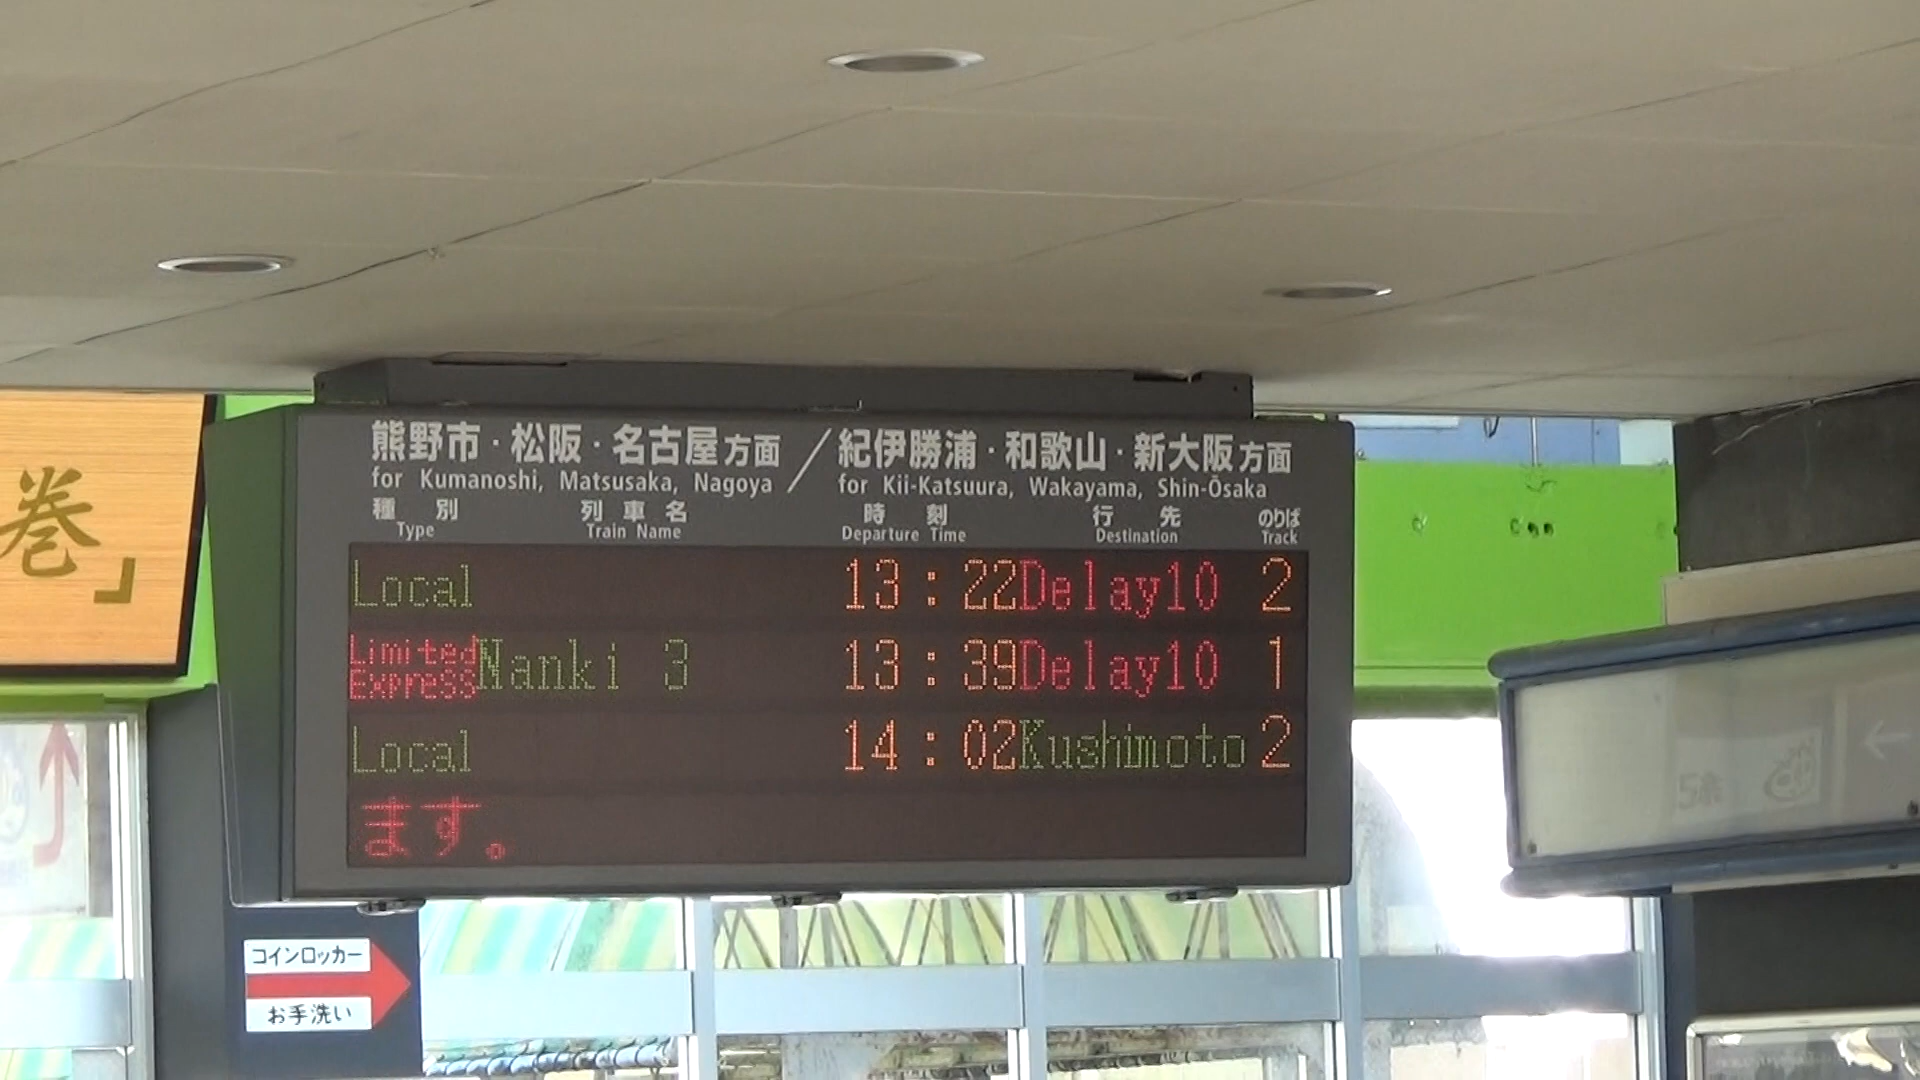 巻」
熊野市・松阪・名古屋方面／紀伊勝浦・和歌山・新大阪方面
for Kumanoshi, Matsusaka, Nagoya / for Kii-Katsuura, Wakayama, Shin-Ōsaka
種別 列車名 時刻 行先 のりば
Type Train Name Departure Time Destination Track
Local 13:22 Delay10 2
Limited Express Nanki 3 13:39 Delay10 1
Local 14:02 Kushimoto 2
ます。
コインロッカー
お手洗い